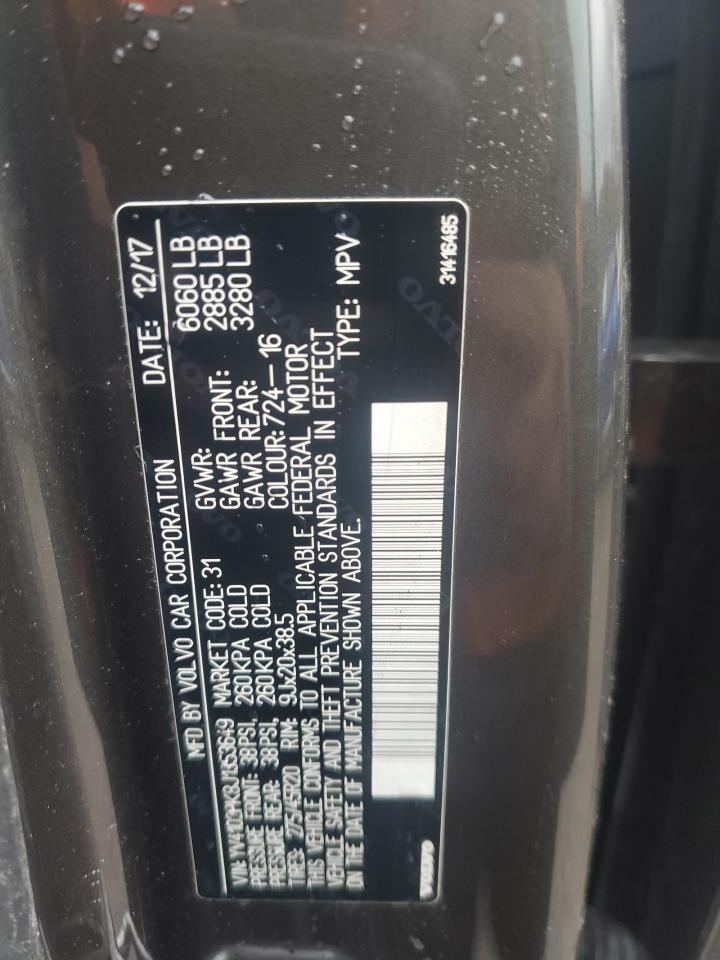 MFD BY VOLVO CAR CORPORATION DATE: 12/17
GVWR: 6060 LB
MARKET CODE: 31 GAWR FRONT: 2885 LB
PRESSURE FRONT: 38PSI, 260KPA COLD GAWR REAR: 3280 LB
PRESSURE REAR: 38PSI, 260KPA COLD COLOUR: 724-16
TIRES: 275/45R20 RIM: 9Jx20x38.5
THIS VEHICLE CONFORMS TO ALL APPLICABLE FEDERAL MOTOR
VEHICLE SAFETY AND THEFT PREVENTION STANDARDS IN EFFECT
ON THE DATE OF MANUFACTURE SHOWN ABOVE. TYPE: MPV
VOLVO 31416485